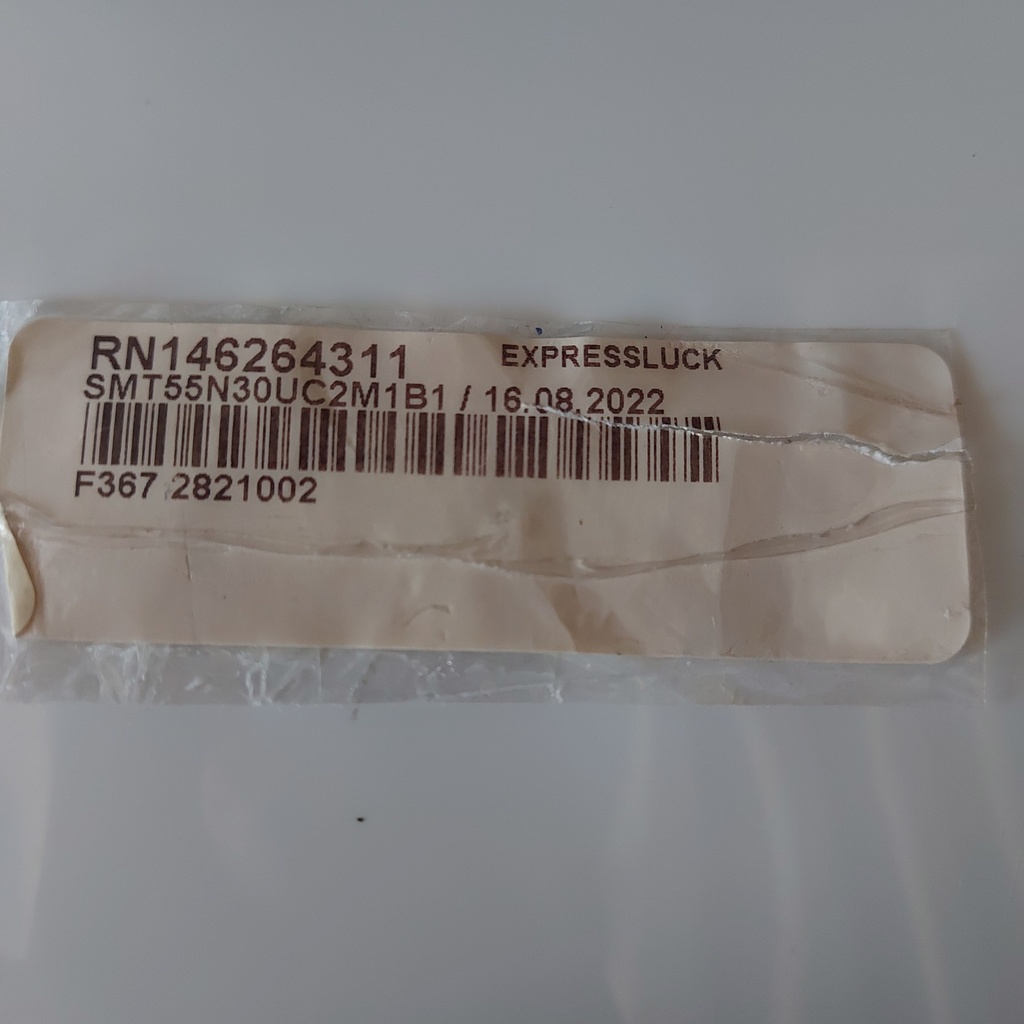 RN146264311 EXPRESSLUCK
SMT55N30UC2M1B1 / 16.08.2022
F367 2821002